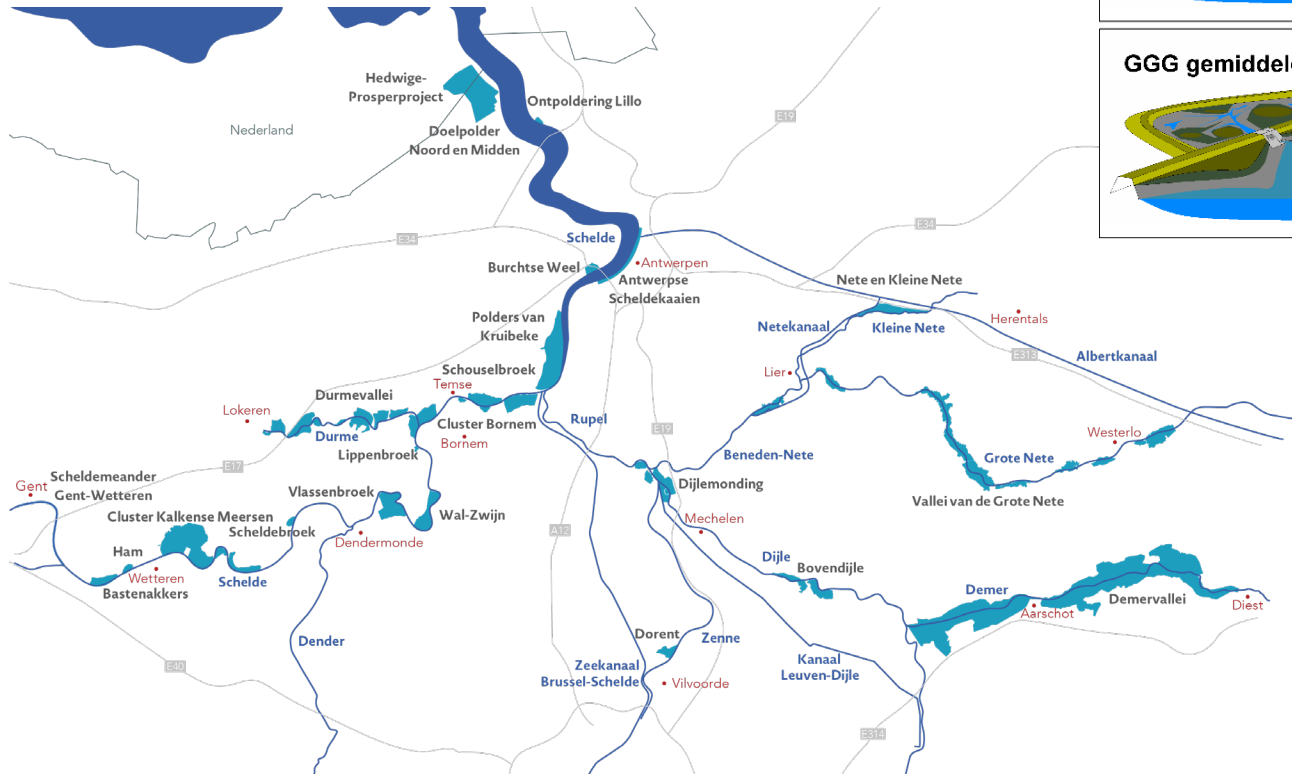 GGG gemiddel
Hedwige-
Prosperproject
Ontpoldering Lillo
Nederland
Doelpolder
Noord en Midden
E19
E34
E34
Schelde
Burchtse Weel
Antwerpen
Antwerpse
Scheldekaaien
Nete en Kleine Nete
Polders van
Kruibeke
Netekanaal
Kleine Nete
Herentals
E313
Albertkanaal
Schouselbroek
Temse
Lier
Durmevallei
Lokeren
Durme
Cluster Bornem
Bornem
Rupel
E19
Westerlo
Lippenbroek
Beneden-Nete
Grote Nete
E17
Scheldemeander
Gent-Wetteren
Gent
Vlassenbroek
Dijlemonding
Vallei van de Grote Nete
Cluster Kalkense Meersen
Scheldebroek
Wal-Zwijn
Mechelen
A12
Dendermonde
Ham
Wetteren
Bastenakkers
Schelde
Dijle
Bovendijle
Demer
Aarschot
Demervallei
Diest
Dender
Dorent
Zenne
E40
Zeekanaal
Brussel-Schelde
Vilvoorde
Kanaal
Leuven-Dijle
E314